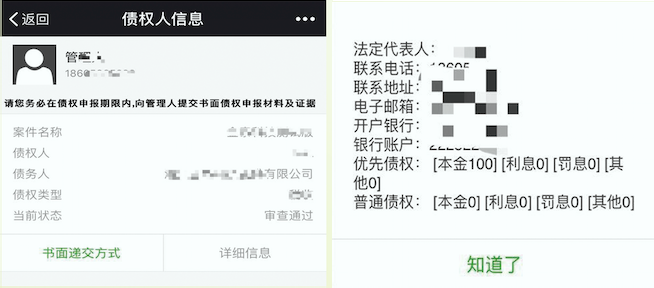 返回
债权人信息
管理
186
请您务必在债权申报期限内,向管理人提交书面债权申报材料及证据
案件名称
债权人
债务人 有限公司
债权类型
当前状态 审查通过
书面递交方式
详细信息
法定代表人：
联系电话：
联系地址：
电子邮箱：
开户银行：
银行账户：
优先债权： [本金100] [利息0] [罚息0] [其
他0]
普通债权： [本金0] [利息0] [罚息0] [其他0]
知道了